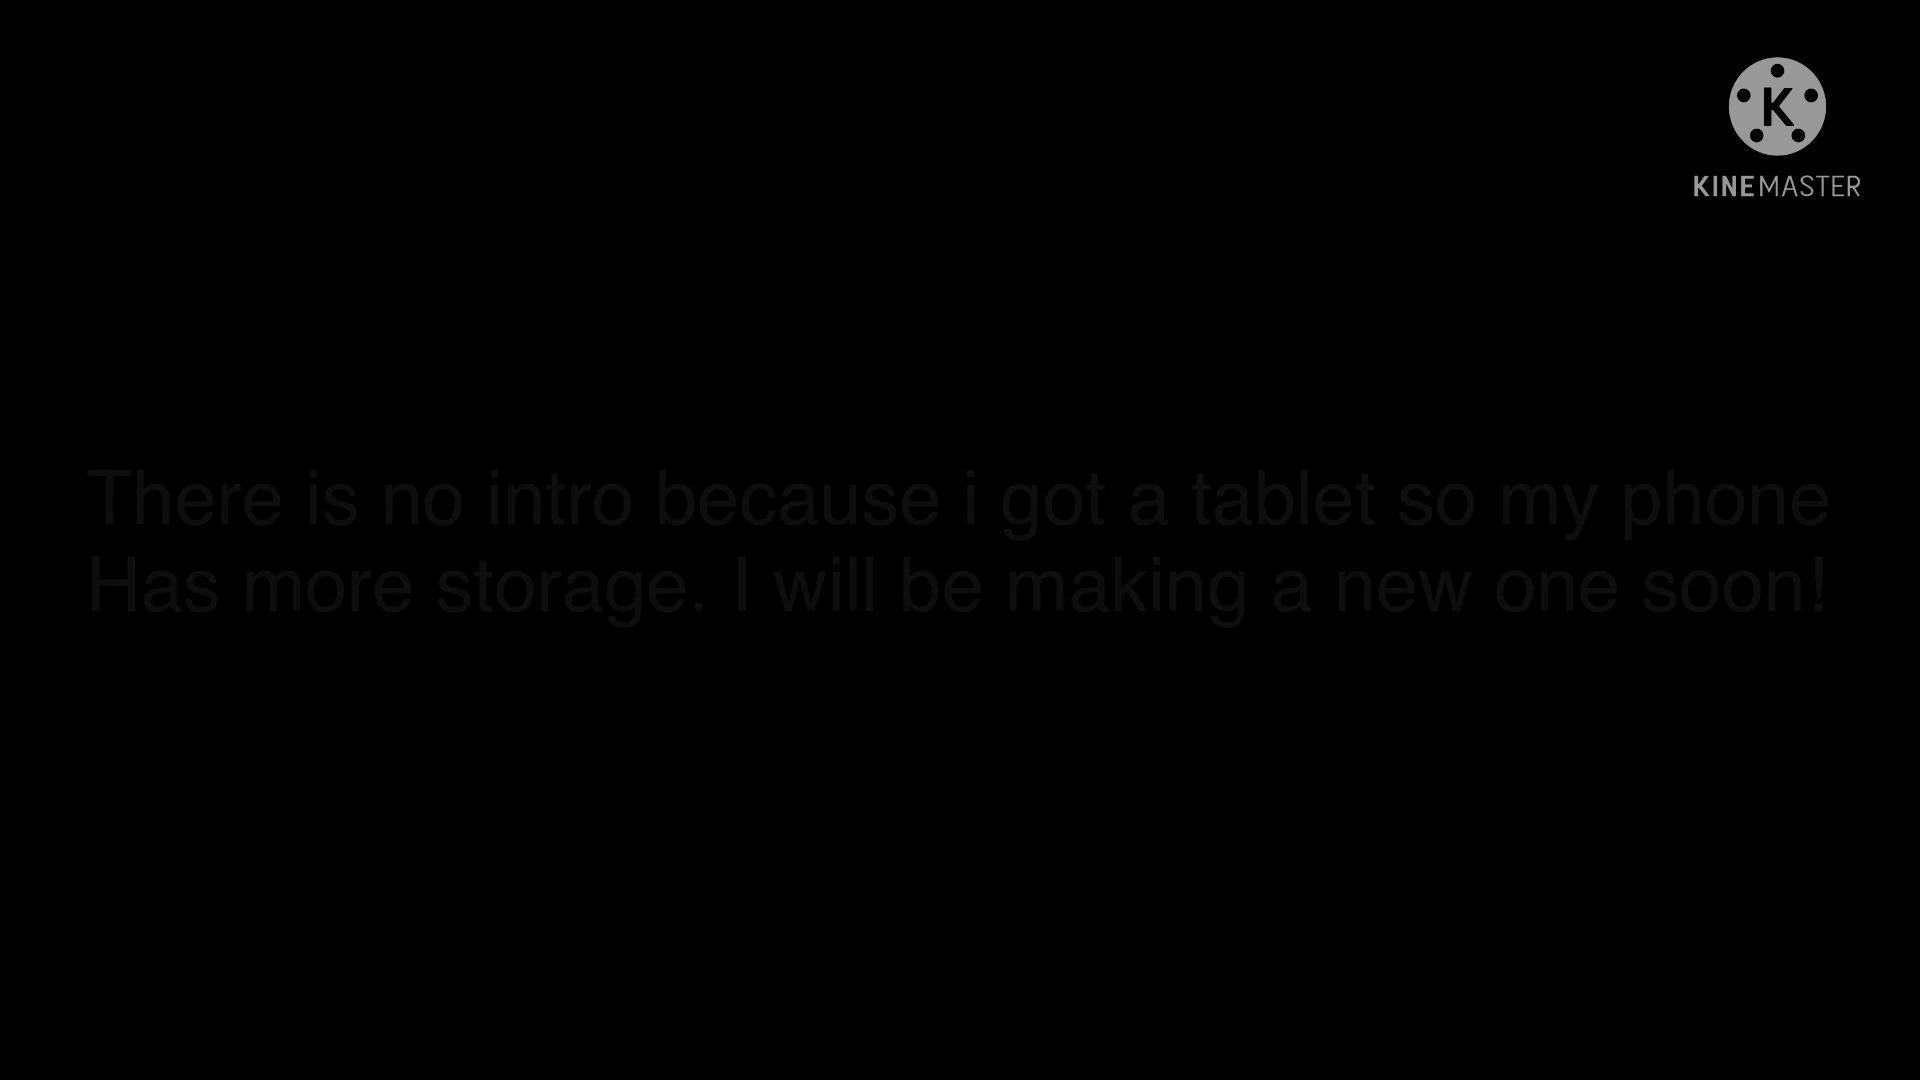 K
KINEMASTER
There is no intro because i got a tablet so my phone
Has more storage. I will be making a new one soon!